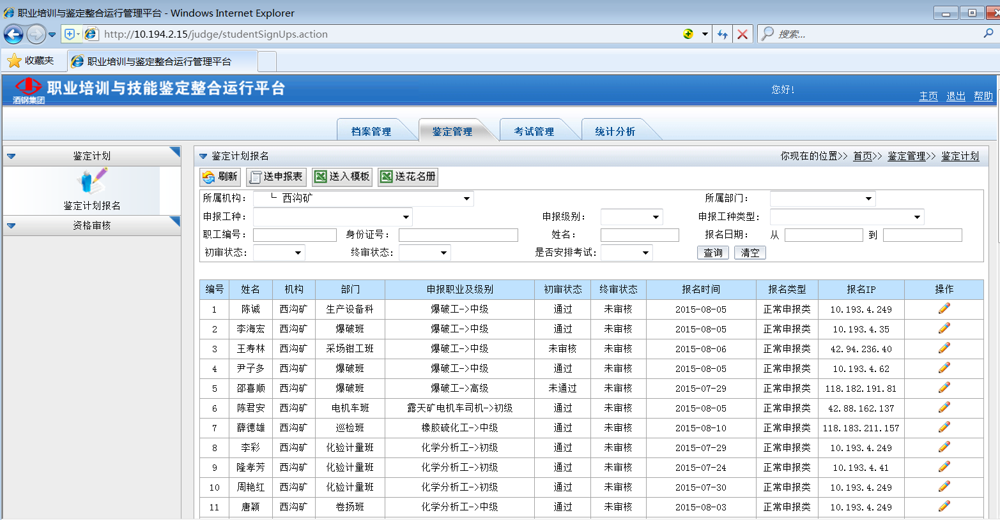 职业培训与鉴定整合运行管理平台 - Windows Internet Explorer
http://10.194.2.15/judge/studentSignUps.action
搜索...
收藏夹
职业培训与鉴定整合运行管理平台
酒钢集团
职业培训与技能鉴定整合运行平台
您好!
主页 退出 帮助
档案管理 鉴定管理 考试管理 统计分析
鉴定计划
鉴定计划报名
资格审核
鉴定计划报名
你现在的位置>> 首页>> 鉴定管理>> 鉴定计划
刷新 送申报表 送入模板 送花名册
所属机构: └ 西沟矿 所属部门:
申报工种: 申报级别: 申报工种类型:
职工编号: 身份证号: 姓名: 报名日期: 从 到
初审状态: 终审状态: 是否安排考试: 查询 清空
编号 姓名 机构 部门 申报职业及级别 初审状态 终审状态 报名时间 报名类型 报名IP 操作
1 陈诚 西沟矿 生产设备科 爆破工->中级 通过 未审核 2015-08-05 正常申报类 10.193.4.249
2 李海宏 西沟矿 爆破班 爆破工->中级 通过 未审核 2015-08-05 正常申报类 10.193.4.35
3 王寿林 西沟矿 采场钳工班 爆破工->中级 未审核 未审核 2015-08-06 正常申报类 42.94.236.40
4 尹子多 西沟矿 爆破班 爆破工->中级 通过 未审核 2015-08-05 正常申报类 10.193.4.62
5 邵喜顺 西沟矿 爆破班 爆破工->高级 未通过 未审核 2015-07-29 正常申报类 118.182.191.81
6 陈君安 西沟矿 电机车班 露天矿电机车司机->初级 通过 未审核 2015-08-05 正常申报类 42.88.162.137
7 薛德雄 西沟矿 巡检班 橡胶硫化工->中级 通过 未审核 2015-08-10 正常申报类 118.183.211.157
8 李彩 西沟矿 化验计量班 化学分析工->初级 通过 未审核 2015-07-29 正常申报类 10.193.4.249
9 隆孝芳 西沟矿 化验计量班 化学分析工->初级 通过 未审核 2015-07-24 正常申报类 10.193.4.41
10 周艳红 西沟矿 化验计量班 化学分析工->初级 通过 未审核 2015-07-30 正常申报类 10.193.4.249
11 唐颖 西沟矿 卷扬班 化学分析工->中级 通过 未审核 2015-08-03 正常申报类 10.193.4.249